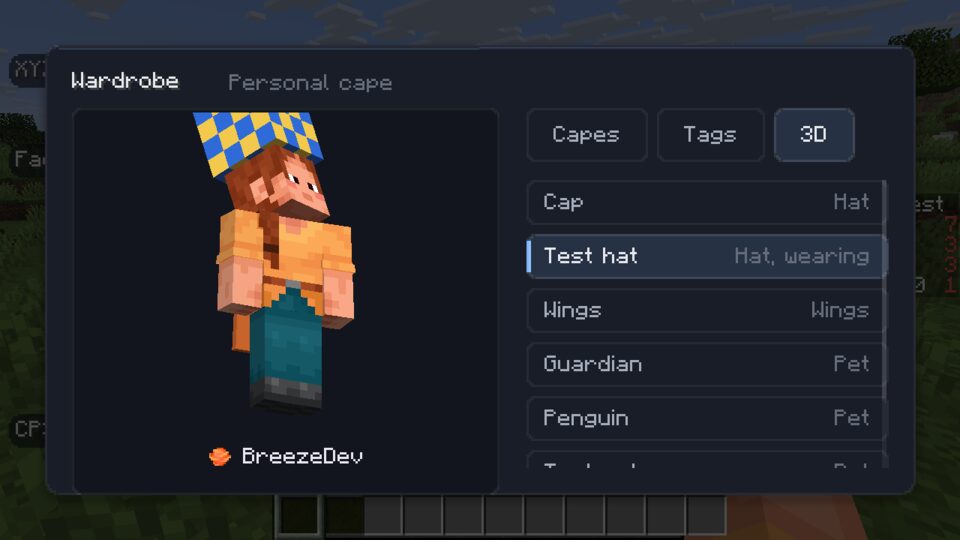 Wardrobe Personal cape
XYZ
Capes Tags 3D
Cap Hat
Test hat Hat, wearing
Wings Wings
Guardian Pet
Penguin Pet
BreezeDev